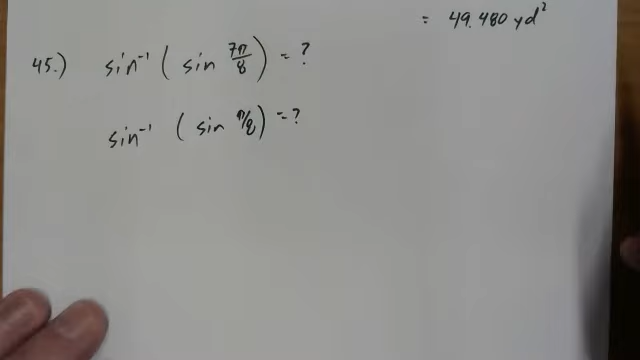 = 49.480 yd²
45.) sin⁻¹ ( sin 7π/8 ) = ?
sin⁻¹ ( sin π/8 ) = ?